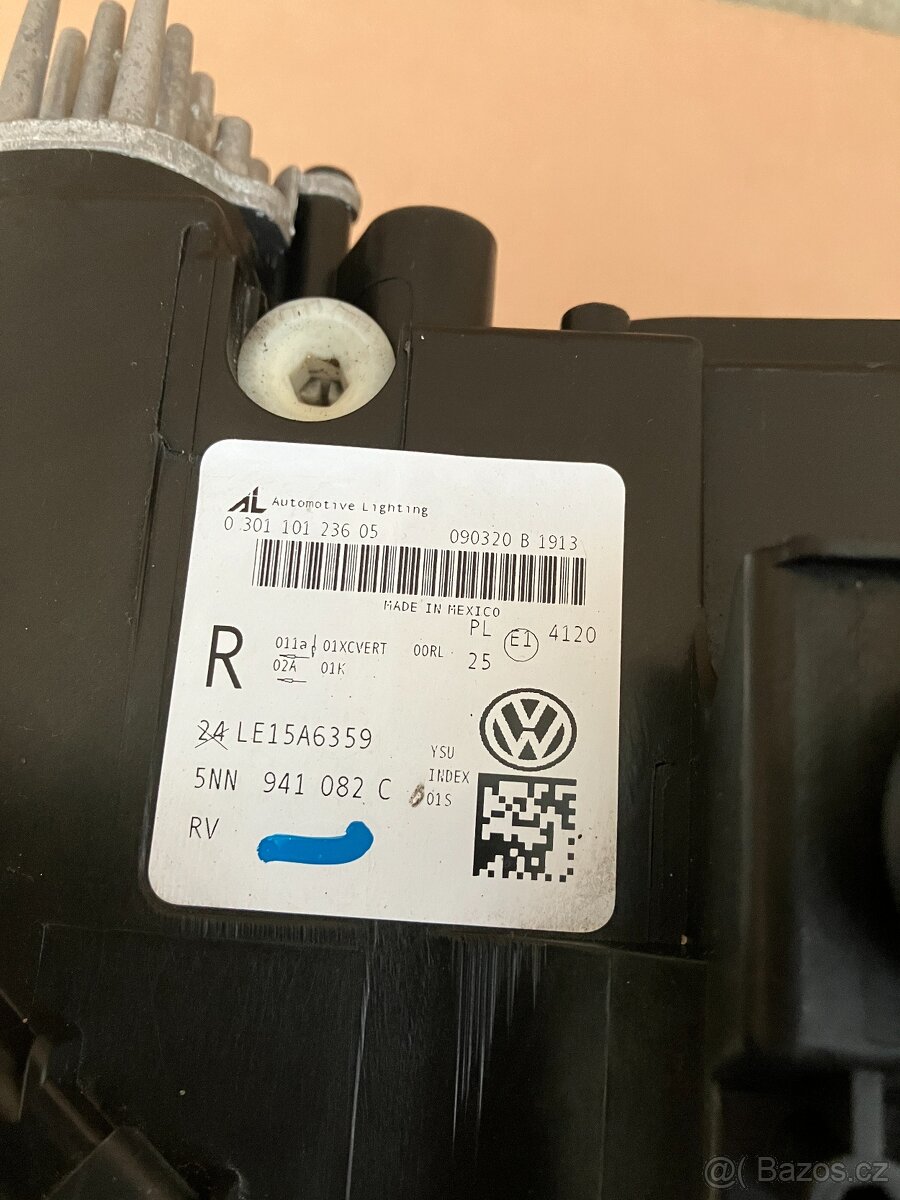 AL Automotive Lighting
0 301 101 236 05 090320 B 1913
MADE IN MEXICO
R 011a 01XCVERT 00RL PL E1 4120
02A 01K 25
24 LE15A6359
YSU
5NN 941 082 C INDEX
01S
RV
@( Bazos.cz